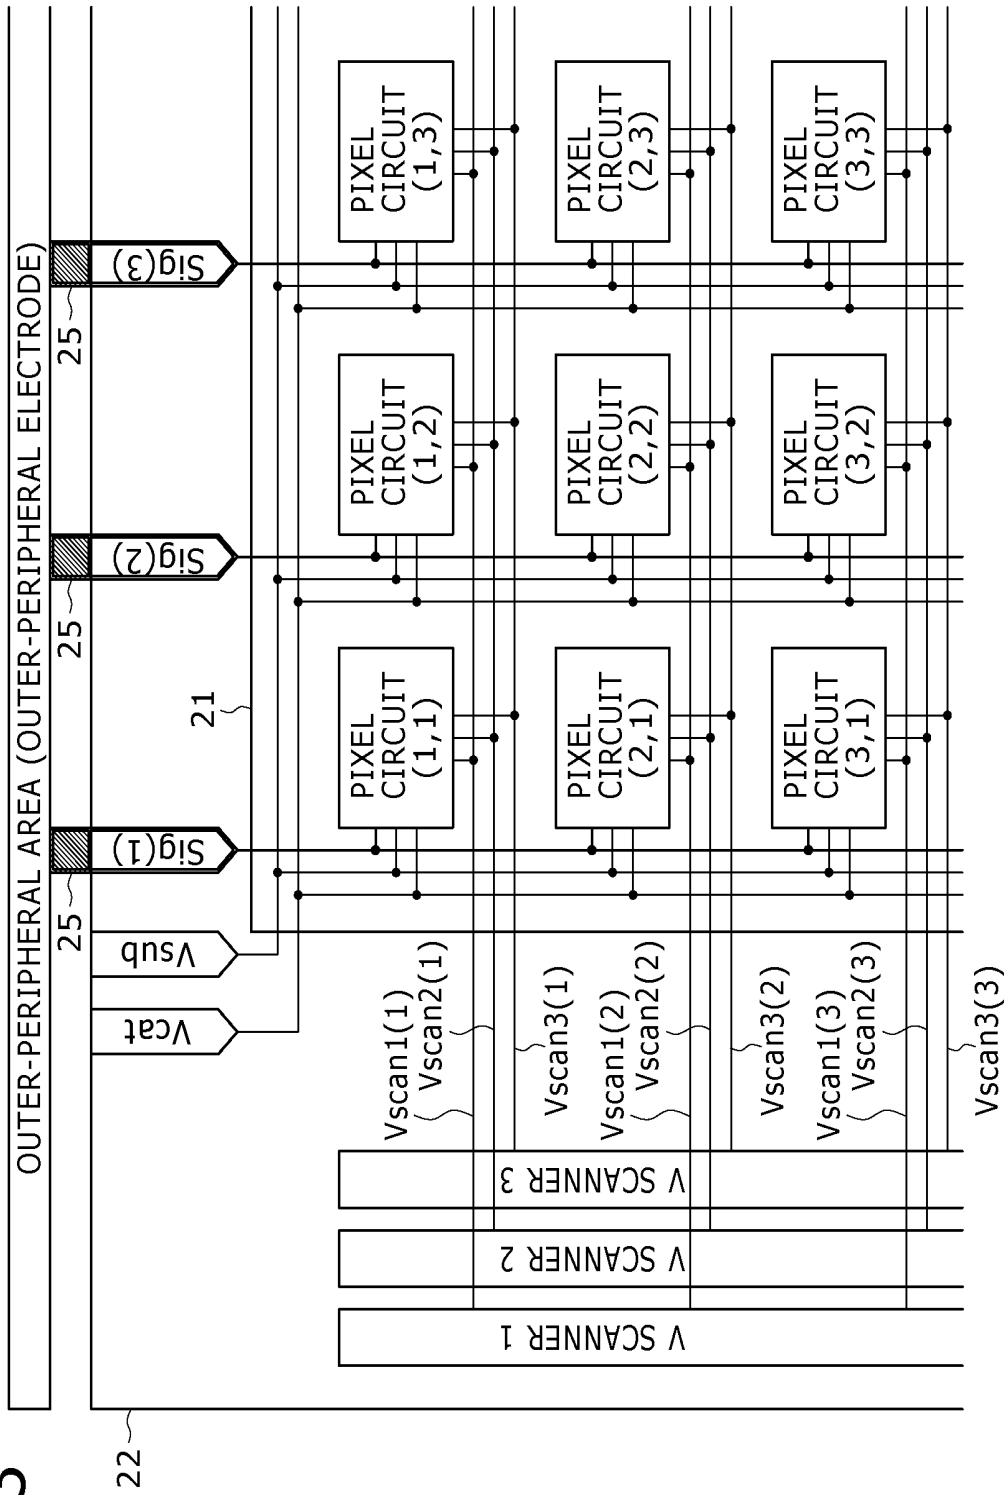 OUTER-PERIPHERAL AREA (OUTER-PERIPHERAL ELECTRODE)
25
25
25
Vcat
Vsub
Sig(1)
Sig(2)
Sig(3)
22
21
PIXEL
CIRCUIT
(1,1)
PIXEL
CIRCUIT
(1,2)
PIXEL
CIRCUIT
(1,3)
Vscan1(1)
Vscan2(1)
Vscan3(1)
PIXEL
CIRCUIT
(2,1)
PIXEL
CIRCUIT
(2,2)
PIXEL
CIRCUIT
(2,3)
Vscan1(2)
Vscan2(2)
Vscan3(2)
PIXEL
CIRCUIT
(3,1)
PIXEL
CIRCUIT
(3,2)
PIXEL
CIRCUIT
(3,3)
Vscan1(3)
Vscan2(3)
Vscan3(3)
V SCANNER 1
V SCANNER 2
V SCANNER 3